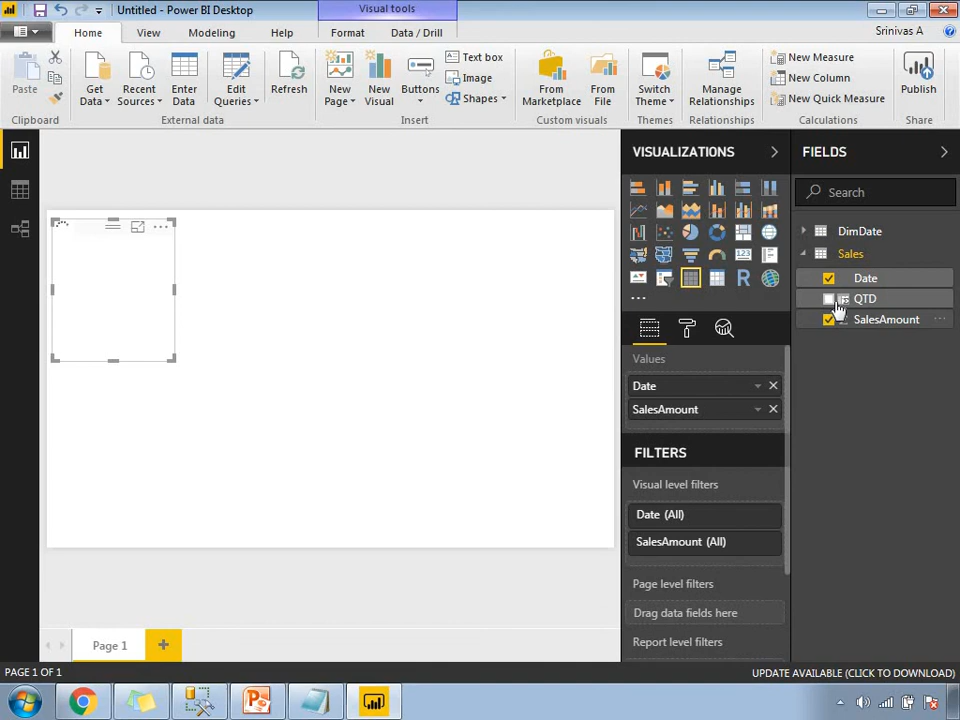 Untitled - Power BI Desktop
Visual tools
Home
View
Modeling
Help
Format
Data / Drill
Srinivas A
Paste
Get
Data
Recent
Sources
Enter
Data
Edit
Queries
Refresh
New
Page
New
Visual
Buttons
Text box
Image
Shapes
From
Marketplace
From
File
Switch
Theme
Manage
Relationships
New Measure
New Column
New Quick Measure
Publish
Clipboard
External data
Insert
Custom visuals
Themes
Relationships
Calculations
Share
VISUALIZATIONS
FIELDS
Search
DimDate
Sales
Date
QTD
SalesAmount
123
R
Values
Date
SalesAmount
FILTERS
Visual level filters
Date (All)
SalesAmount (All)
Page level filters
Drag data fields here
Report level filters
Page 1
PAGE 1 OF 1
UPDATE AVAILABLE (CLICK TO DOWNLOAD)